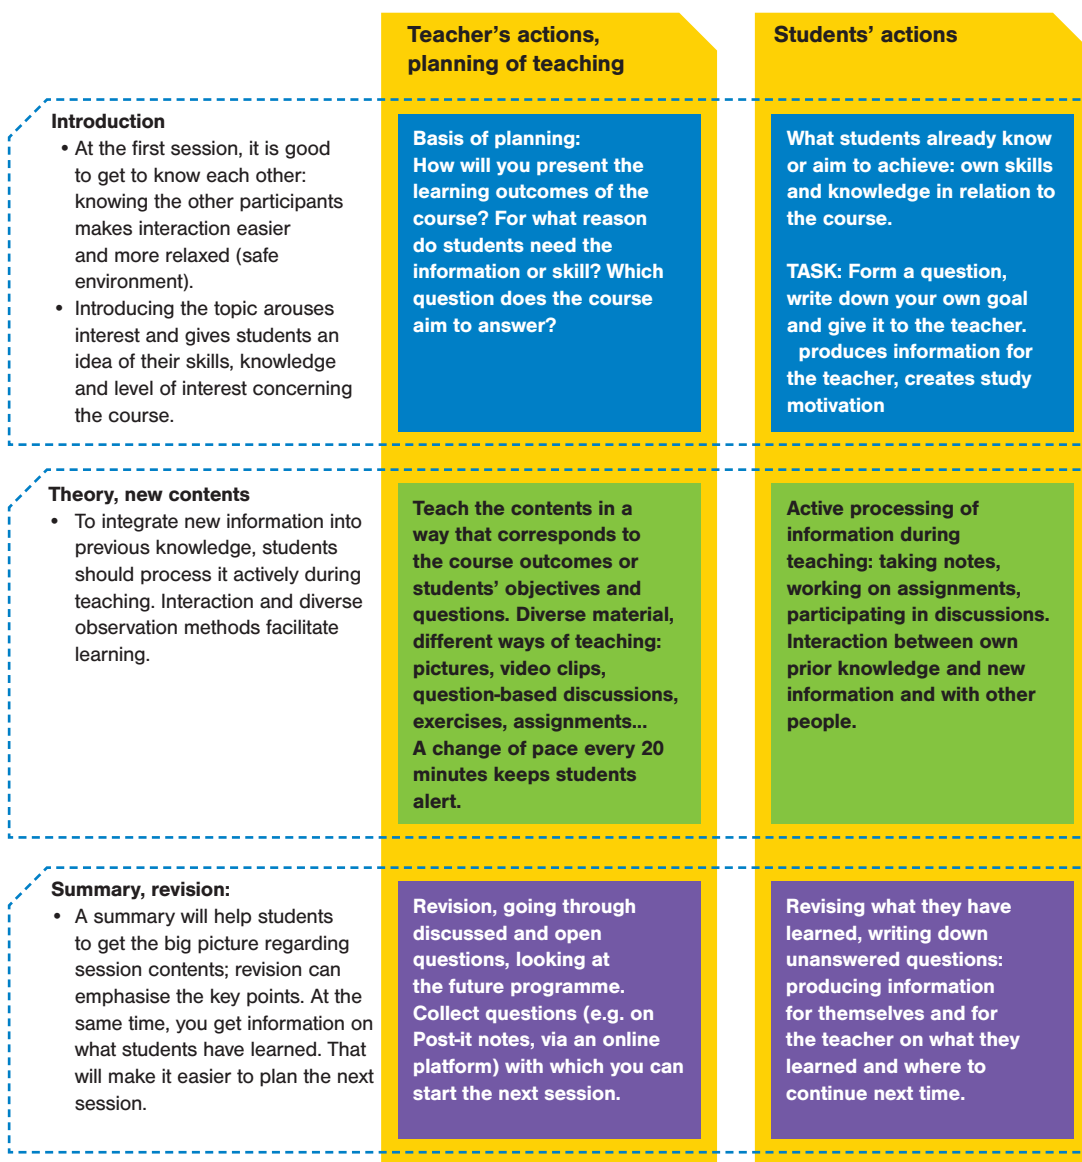 Teacher’s actions,
planning of teaching
Students’ actions
Introduction
• At the first session, it is good
to get to know each other:
knowing the other participants
makes interaction easier
and more relaxed (safe
environment).
• Introducing the topic arouses
interest and gives students an
idea of their skills, knowledge
and level of interest concerning
the course.
Basis of planning:
How will you present the
learning outcomes of the
course? For what reason
do students need the
information or skill? Which
question does the course
aim to answer?
What students already know
or aim to achieve: own skills
and knowledge in relation to
the course.
TASK: Form a question,
write down your own goal
and give it to the teacher.
produces information for
the teacher, creates study
motivation
Theory, new contents
• To integrate new information into
previous knowledge, students
should process it actively during
teaching. Interaction and diverse
observation methods facilitate
learning.
Teach the contents in a
way that corresponds to
the course outcomes or
students’ objectives and
questions. Diverse material,
different ways of teaching:
pictures, video clips,
question-based discussions,
exercises, assignments...
A change of pace every 20
minutes keeps students
alert.
Active processing of
information during
teaching: taking notes,
working on assignments,
participating in discussions.
Interaction between own
prior knowledge and new
information and with other
people.
Summary, revision:
• A summary will help students
to get the big picture regarding
session contents; revision can
emphasise the key points. At the
same time, you get information on
what students have learned. That
will make it easier to plan the next
session.
Revision, going through
discussed and open
questions, looking at
the future programme.
Collect questions (e.g. on
Post-it notes, via an online
platform) with which you can
start the next session.
Revising what they have
learned, writing down
unanswered questions:
producing information
for themselves and for
the teacher on what they
learned and where to
continue next time.